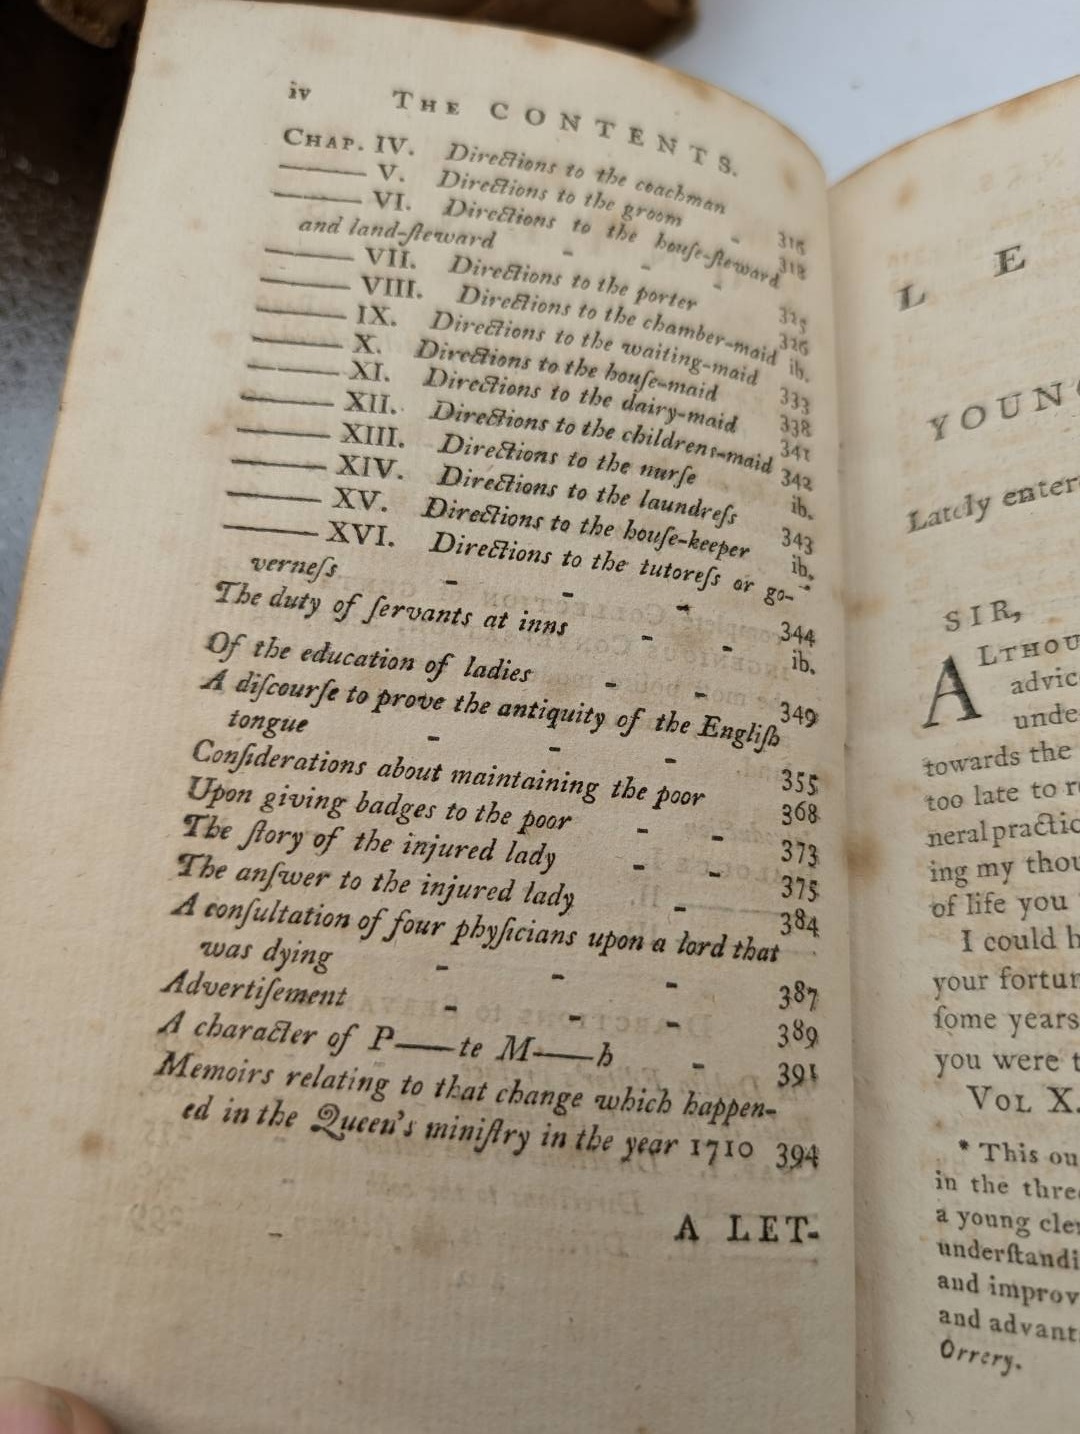 iv THE CONTENTS.
CHAP. IV. Directions to the coachman 316
—— V. Directions to the groom - 318
—— VI. Directions to the houſe-ſteward
and land-ſteward - - - 325
—— VII. Directions to the porter 326
—— VIII. Directions to the chamber-maid ib.
—— IX. Directions to the waiting-maid 333
—— X. Directions to the houſe-maid 338
—— XI. Directions to the dairy-maid 341
—— XII. Directions to the childrens-maid 342
—— XIII. Directions to the nurſe ib.
—— XIV. Directions to the laundreſs 343
—— XV. Directions to the houſe-keeper ib.
—— XVI. Directions to the tutoreſs or go-
verneſs - - - 344
The duty of ſervants at inns - - ib.
Of the education of ladies - - 349
A diſcourſe to prove the antiquity of the Engliſh
tongue - - - 355
Conſiderations about maintaining the poor 368
Upon giving badges to the poor - - 373
The ſtory of the injured lady - - 375
The anſwer to the injured lady - 384
A conſultation of four phyſicians upon a lord that
was dying - - - 387
Advertiſement - - - 389
A character of P——te M——h - 391
Memoirs relating to that change which happen-
ed in the Queen's miniſtry in the year 1710 394
A LET-
L E
YOUNG
Lately enter
SIR,
ALTHOU
advic
unde
towards the
too late to r
neral practic
ing my thou
of life you
I could h
your fortun
ſome years
you were t
VOL X.
* This ou
in the thre
a young cler
underſtandi
and improv
and advant
Orrery.